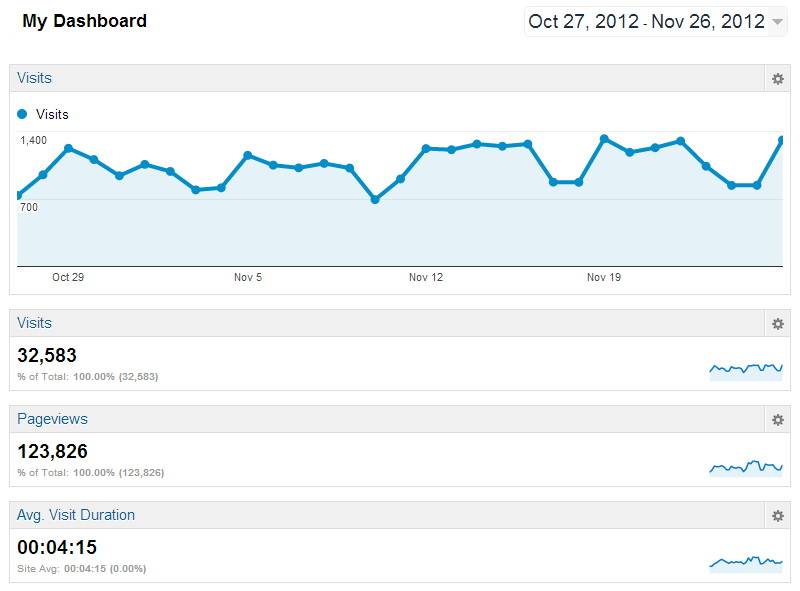 My Dashboard
Oct 27, 2012 - Nov 26, 2012
Visits
Visits
1,400
700
Oct 29 Nov 5 Nov 12 Nov 19
Visits
32,583
% of Total: 100.00% (32,583)
Pageviews
123,826
% of Total: 100.00% (123,826)
Avg. Visit Duration
00:04:15
Site Avg: 00:04:15 (0.00%)